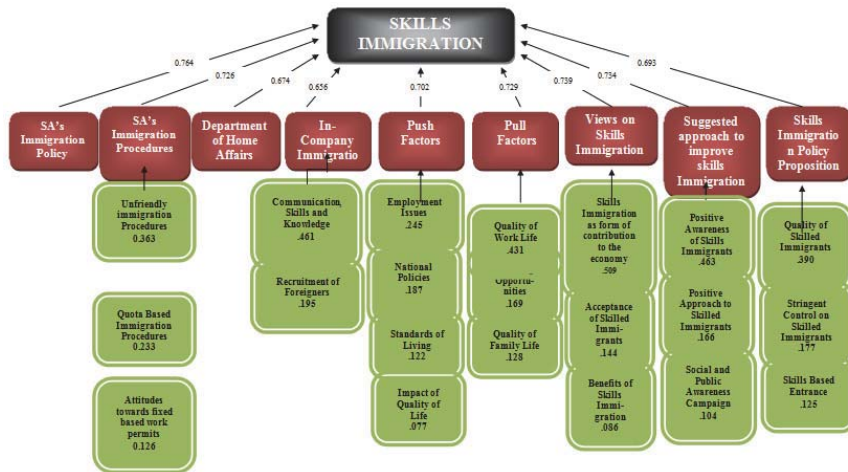 SKILLS
IMMIGRATION
0.764
0.726
0.674
0.656
0.702
0.729
0.739
0.734
0.693
SA's
Immigration
Policy
SA's
Immigration
Procedures
Department
of Home
Affairs
In-
Company
Immigratio
Push
Factors
Pull
Factors
Views on
Skills
Immigration
Suggested
approach to
improve
skills
Immigration
Skills
Immigratio
n Policy
Proposition
Unfriendly
immigration
Procedures
0.363
Quota Based
Immigration
Procedures
0.233
Attitudes
towards fixed
based work
permits
0.126
Communication,
Skills and
Knowledge
.461
Recruitment of
Foreigners
.195
Employment
Issues
.245
National
Policies
.187
Standards of
Living
.122
Impact of
Quality of
Life
.077
Quality of
Work Life
.431
Opportu-
nities
.169
Quality of
Family Life
.128
Skills
Immigration
as form of
contribution
to the
economy
.509
Acceptance
of Skilled
Immi-
grants
.144
Benefits of
Skills
Immi-
gration
.086
Positive
Awareness
of Skills
Immigrants
.463
Positive
Approach to
Skilled
Immigrants
.166
Social and
Public
Awareness
Campaign
.104
Quality of
Skilled
Immigrants
.390
Stringent
Control on
Skilled
Immigrants
.177
Skills Based
Entrance
.125